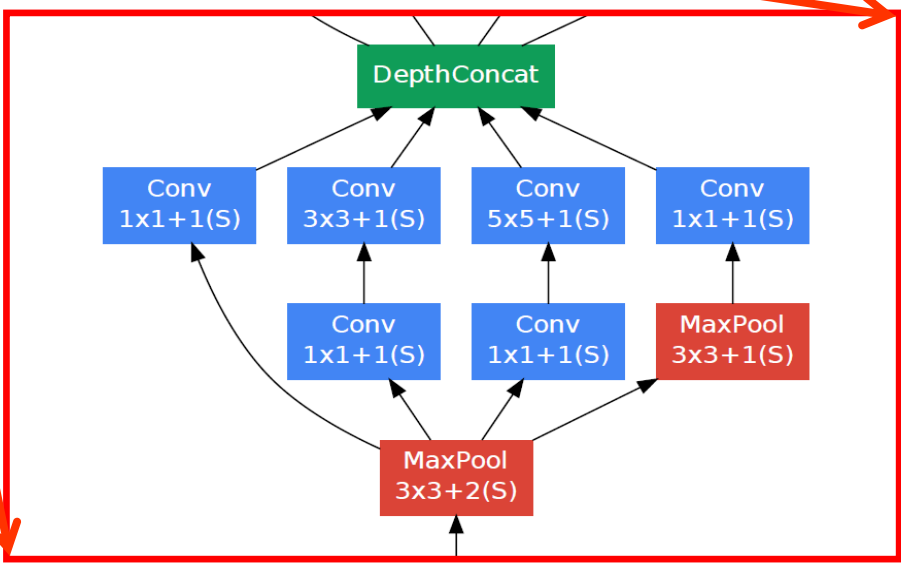 DepthConcat
Conv
1x1+1(S)
Conv
3x3+1(S)
Conv
5x5+1(S)
Conv
1x1+1(S)
Conv
1x1+1(S)
Conv
1x1+1(S)
MaxPool
3x3+1(S)
MaxPool
3x3+2(S)